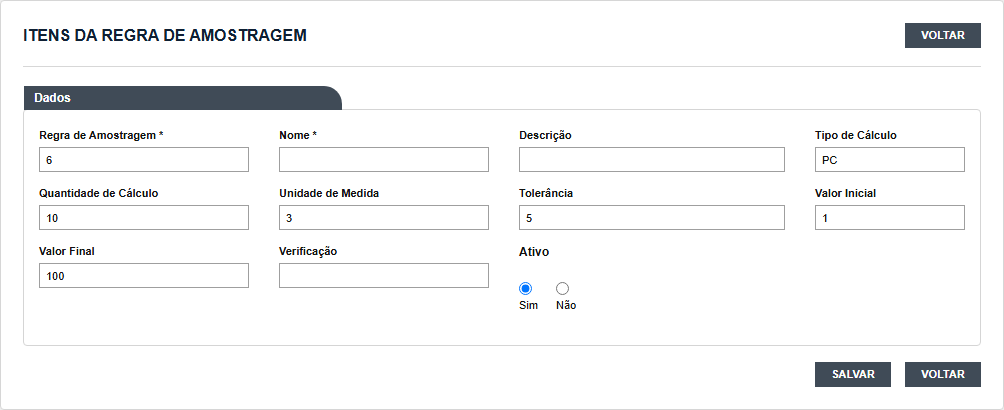 ITENS DA REGRA DE AMOSTRAGEM
VOLTAR
Dados
Regra de Amostragem * Nome * Descrição Tipo de Cálculo
6 PC
Quantidade de Cálculo Unidade de Medida Tolerância Valor Inicial
10 3 5 1
Valor Final Verificação Ativo
100
Sim Não
SALVAR VOLTAR